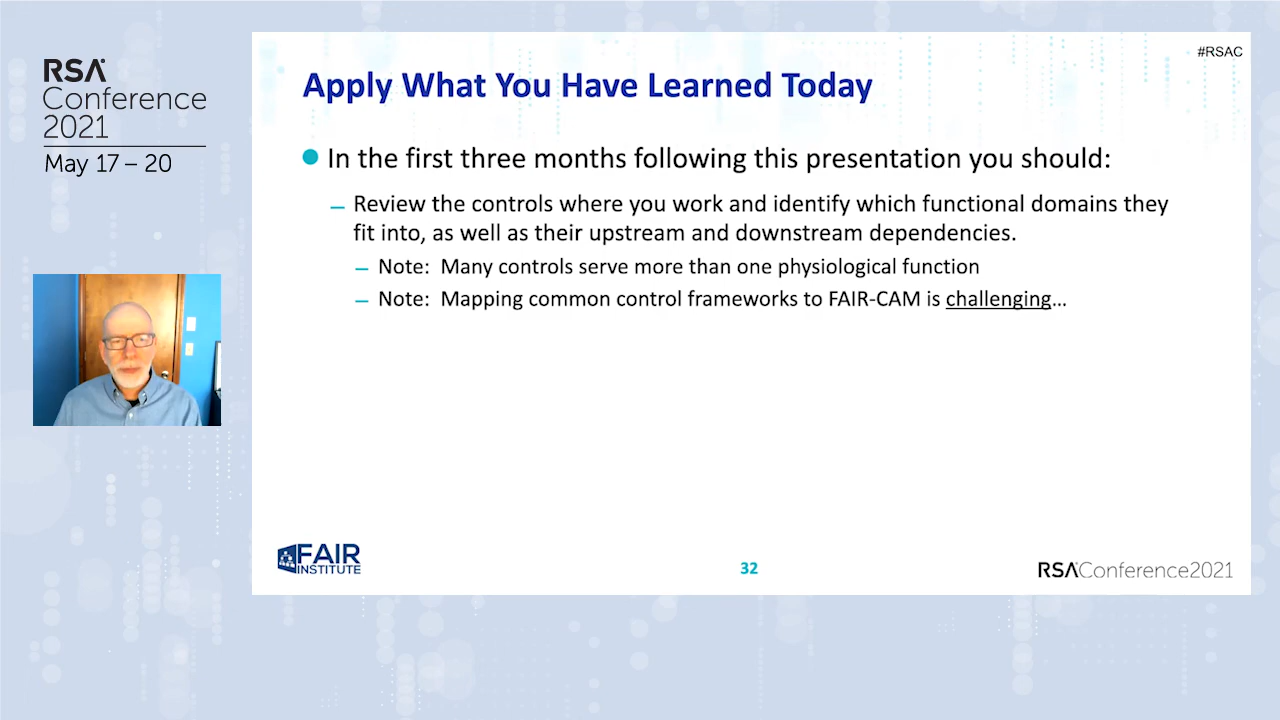 RSA
Conference
2021
May 17 – 20
#RSAC
Apply What You Have Learned Today
In the first three months following this presentation you should:
– Review the controls where you work and identify which functional domains they
fit into, as well as their upstream and downstream dependencies.
– Note: Many controls serve more than one physiological function
– Note: Mapping common control frameworks to FAIR-CAM is challenging…
FAIR
INSTITUTE
32
RSAConference2021